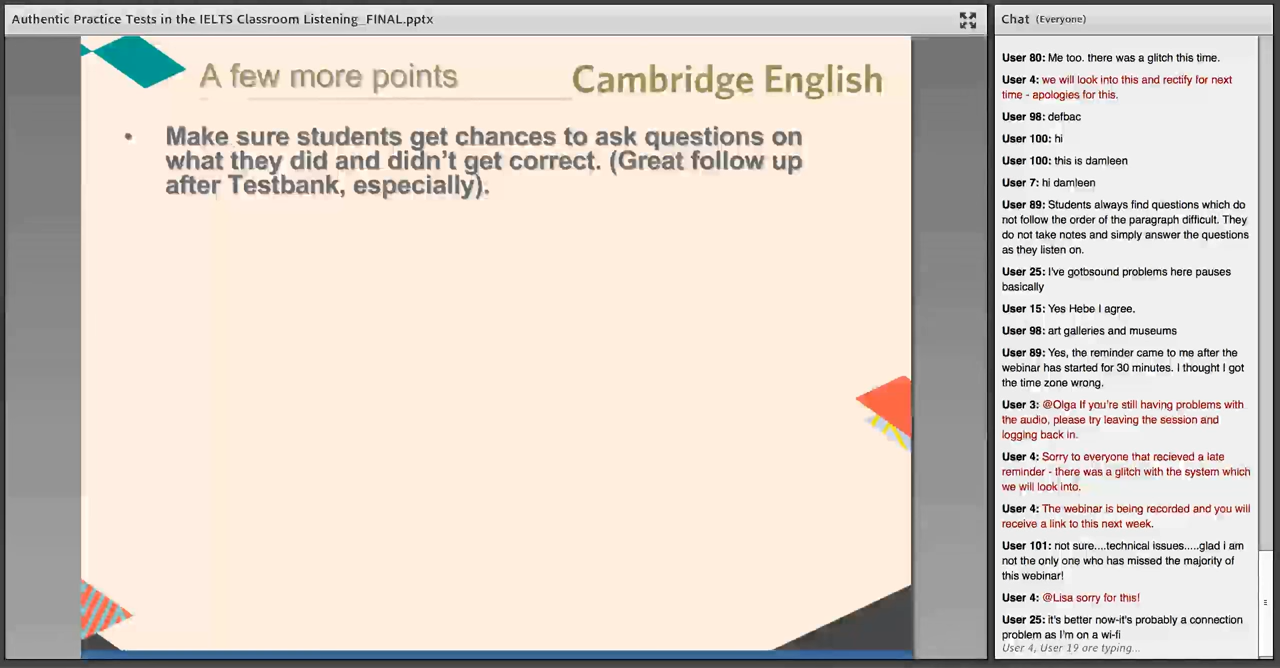 Authentic Practice Tests in the IELTS Classroom Listening_FINAL.pptx
A few more points
Cambridge English
• Make sure students get chances to ask questions on
what they did and didn't get correct. (Great follow up
after Testbank, especially).
Chat (Everyone)
User 80: Me too. there was a glitch this time.
User 4: we will look into this and rectify for next
time - apologies for this.
User 98: defbac
User 100: hi
User 100: this is damleen
User 7: hi damleen
User 89: Students always find questions which do
not follow the order of the paragraph difficult. They
do not take notes and simply answer the questions
as they listen on.
User 25: I've gotbsound problems here pauses
basically
User 15: Yes Hebe I agree.
User 98: art galleries and museums
User 89: Yes, the reminder came to me after the
webinar has started for 30 minutes. I thought I got
the time zone wrong.
User 3: @Olga If you're still having problems with
the audio, please try leaving the session and
logging back in.
User 4: Sorry to everyone that recieved a late
reminder - there was a glitch with the system which
we will look into.
User 4: The webinar is being recorded and you will
receive a link to this next week.
User 101: not sure....technical issues.....glad i am
not the only one who has missed the majority of
this webinar!
User 4: @Lisa sorry for this!
User 25: it's better now-it's probably a connection
problem as I'm on a wi-fi
User 4, User 19 are typing...